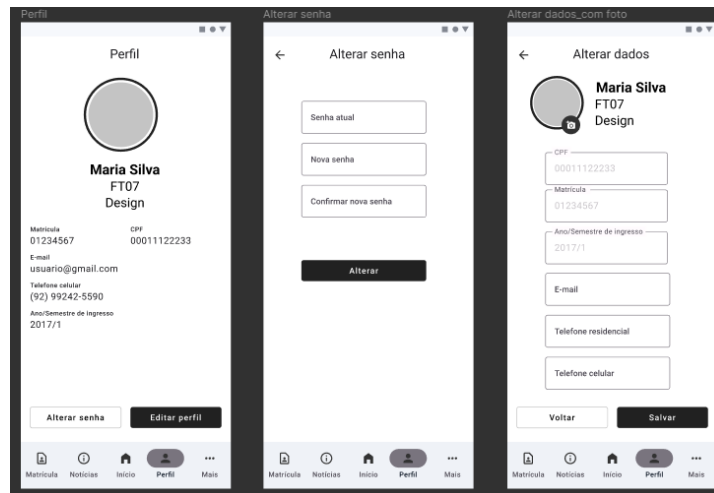 Perfil
Perfil
Maria Silva
FT07
Design
Matrícula
01234567
CPF
00011122233
E-mail
usuario@gmail.com
Telefone celular
(92) 99242-5590
Ano/Semestre de ingresso
2017/1
Alterar senha
Editar perfil
Matrícula
Notícias
Início
Perfil
Mais
Alterar senha
Alterar senha
Senha atual
Nova senha
Confirmar nova senha
Alterar
Matrícula
Notícias
Início
Perfil
Mais
Alterar dados_com foto
Alterar dados
Maria Silva
FT07
Design
CPF
00011122233
Matrícula
01234567
Ano/Semestre de ingresso
2017/1
E-mail
Telefone residencial
Telefone celular
Voltar
Salvar
Matrícula
Notícias
Início
Perfil
Mais